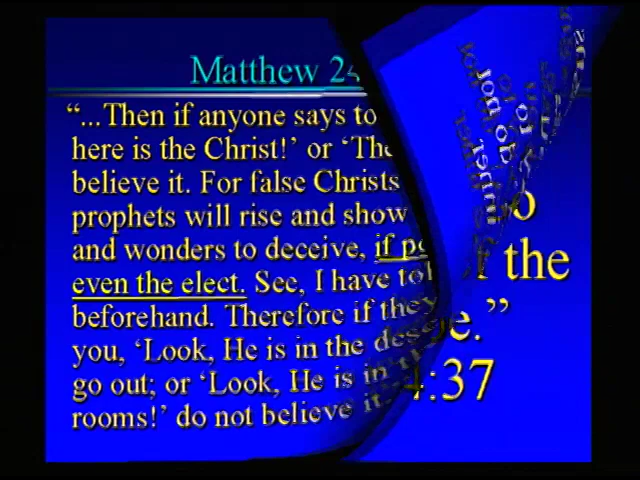 Matthew 24
“...Then if anyone says to
here is the Christ!’ or ‘The
believe it. For false Christs
prophets will rise and show
and wonders to deceive, if po
even the elect. See, I have tol
beforehand. Therefore if they
you, ‘Look, He is in the dese
go out; or ‘Look, He is in th
rooms!’ do not believe it.
the
be.”
4:37